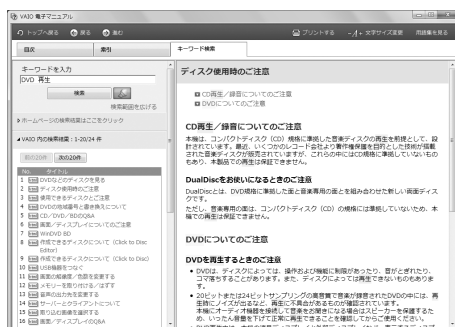 VAIO 電子マニュアル
トップへ戻る 戻る 進む プリントする 文字サイズ変更 用語集を見る
目次 索引 キーワード検索
キーワードを入力
DVD 再生
検索
検索範囲を広げる
ホームページの検索結果はここをクリック
VAIO 内の検索結果:1-20/24 件
前の20件 次の20件
No. タイトル
1 DVDなどのディスクを見る
2 ディスク使用時のご注意
3 使用できるディスクとご注意
4 DVDの地域番号と書き換えについて
5 CD/DVD/BDのQ&A
6 画面/ディスプレイについてのご注意
7 WinDVD BD
8 作成できるディスクについて (Click to Disc
Editor)
9 作成できるディスクについて (Click to Disc)
10 USB機器をつなぐ
11 画面の解像度/色数を変更する
12 メモリーを取り付ける/はずす
13 音声の出力先を変更する
14 サーバーとクライアントについて
15 取り込む画像を選択する
16 画面/ディスプレイのQ&A
ディスク使用時のご注意
CD再生/録音についてのご注意
DVDについてのご注意
CD再生/録音についてのご注意
本機は、コンパクトディスク(CD)規格に準拠した音楽ディスクの再生を前提として、設
計されています。最近、いくつかのレコード会社より著作権保護を目的とした技術が搭載
された音楽ディスクが販売されていますが、これらの中にはCD規格に準拠していないもの
もあり、本製品での再生は保証できません。
DualDiscをお使いになるときのご注意
DualDiscとは、DVD規格に準拠した面と音楽専用の面とを組み合わせた新しい両面ディス
クです。
ただし、音楽専用の面は、コンパクトディスク(CD)の規格には準拠していないため、本
機での再生は保証できません。
DVDについてのご注意
DVDを再生するときのご注意
• DVDは、ディスクによっては、操作および機能に制限があったり、音がとぎれたり、
コマ落ちすることがあります。また、ディスクによっては再生できないものもありま
す。
• 20ビットまたは24ビットサンプリングの高音質で音楽が録音されたDVDの中には、再
生時にノイズが出るなど、再生に不具合があるものが確認されています。
本機にオーディオ機器を接続して音楽をお聞きになる場合はスピーカーを保護するた
め、いったん音量を下げて正常に再生できることを確認してからご使用ください。